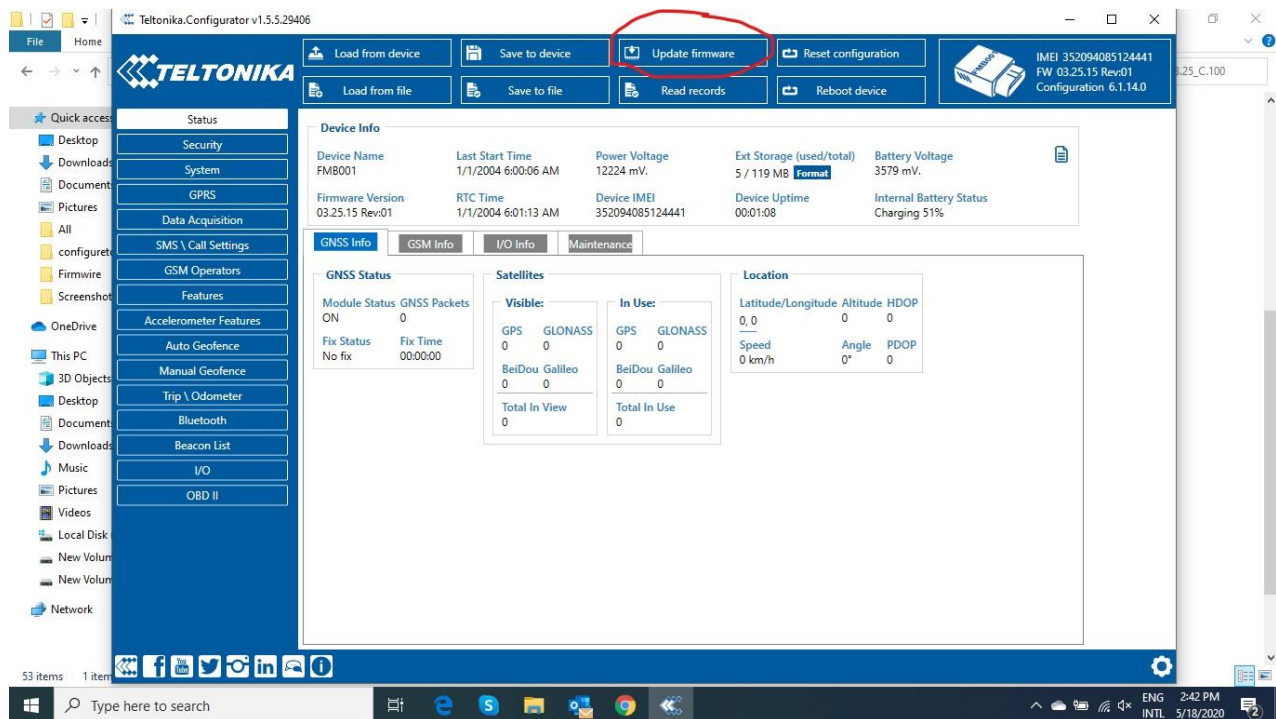 Teltonika.Configurator v1.5.5.29406
File Home
TELTONIKA
Load from device Save to device Update firmware Reset configuration
Load from file Save to file Read records Reboot device
IMEI 352094085124441
FW 03.25.15 Rev:01
Configuration 6.1.14.0
3.25_C.100
Quick access
Desktop
Downloads
Document
Pictures
All
configurete
Firmwire
Screenshot
OneDrive
This PC
3D Objects
Desktop
Document
Downloads
Music
Pictures
Videos
Local Disk
New Volum
New Volum
Network
53 items 1 item
Status
Security
System
GPRS
Data Acquisition
SMS \ Call Settings
GSM Operators
Features
Accelerometer Features
Auto Geofence
Manual Geofence
Trip \ Odometer
Bluetooth
Beacon List
I/O
OBD II
Device Info
Device Name Last Start Time Power Voltage Ext Storage (used/total) Battery Voltage
FMB001 1/1/2004 6:00:06 AM 12224 mV. 5 / 119 MB Format 3579 mV.
Firmware Version RTC Time Device IMEI Device Uptime Internal Battery Status
03.25.15 Rev:01 1/1/2004 6:01:13 AM 352094085124441 00:01:08 Charging 51%
GNSS Info GSM Info I/O Info Maintenance
GNSS Status
Module Status GNSS Packets
ON 0
Fix Status Fix Time
No fix 00:00:00
Satellites
Visible:
GPS GLONASS
0 0
BeiDou Galileo
0 0
Total In View
0
In Use:
GPS GLONASS
0 0
BeiDou Galileo
0 0
Total In Use
0
Location
Latitude/Longitude Altitude HDOP
0, 0 0 0
Speed Angle PDOP
0 km/h 0° 0
Type here to search
ENG 2:42 PM
INTL 5/18/2020
2